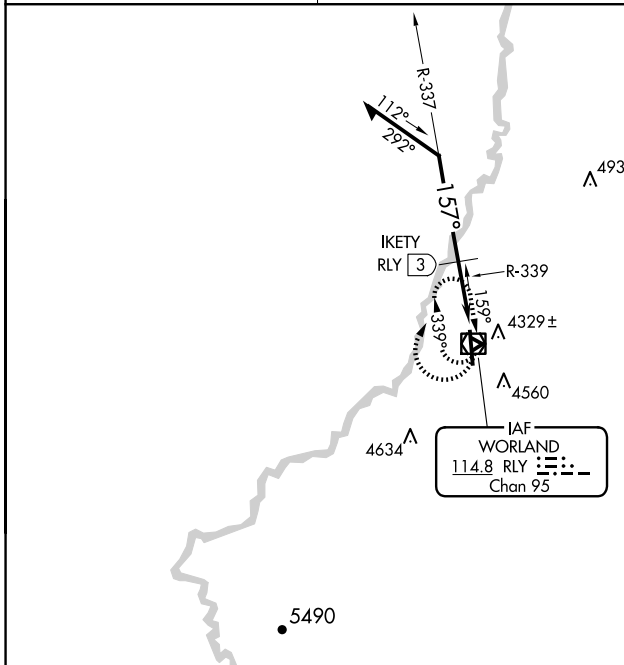 R-337
112°
292°
493
157°
IKETY
RLY 3
R-339
159°
339°
4329±
4560
IAF
WORLAND
114.8 RLY
Chan 95
4634
5490